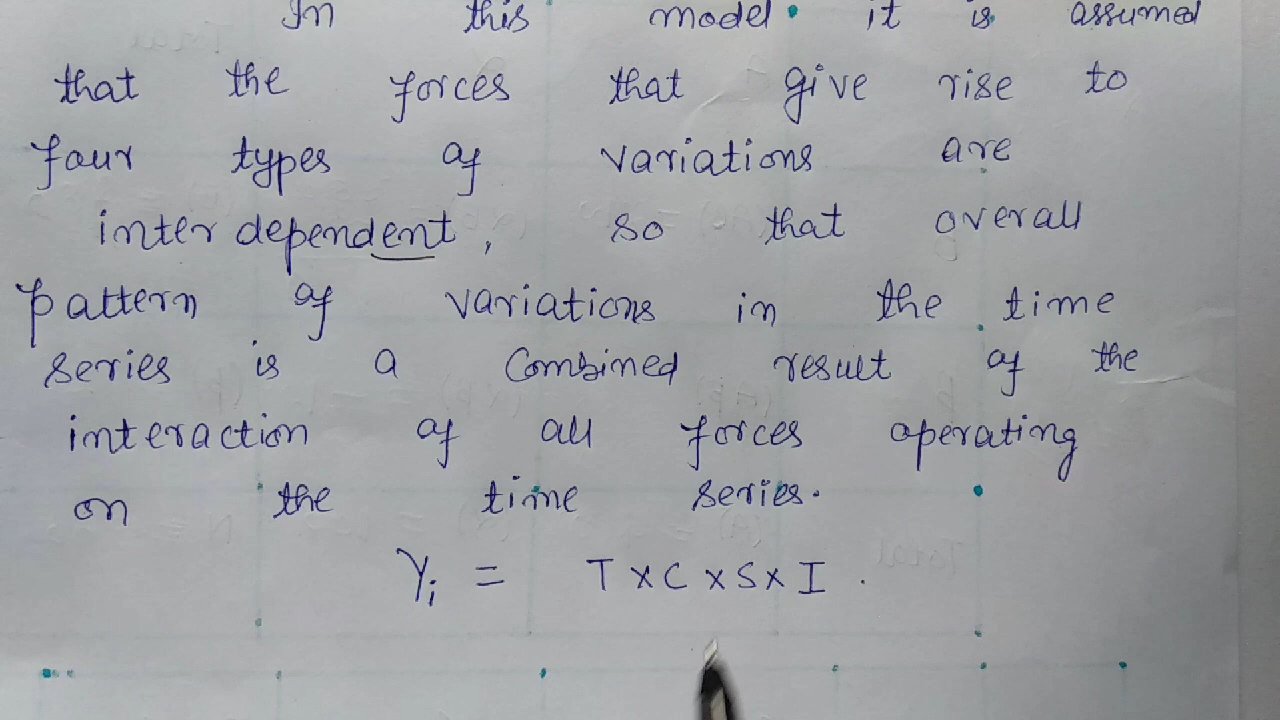 In this model it is assumed
that the forces that give rise to
four types of variations are
interdependent, so that overall
pattern of variations in the time
series is a combined result of the
interaction of all forces operating
on the time series.
Yi = T x C x S x I.